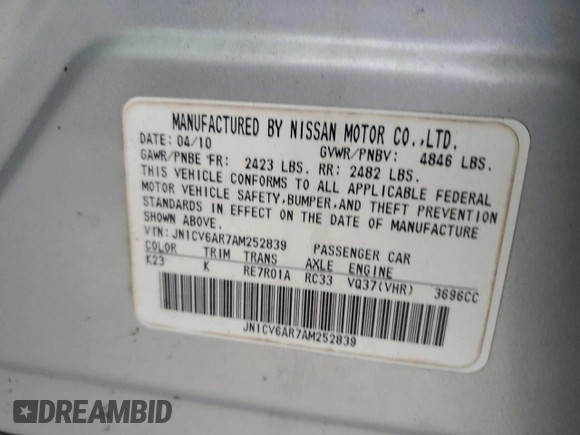 MANUFACTURED BY NISSAN MOTOR CO.,LTD.
DATE: 04/10 GVWR/PNBV: 4846 LBS.
GAWR/PNBE FR: 2423 LBS. RR: 2482 LBS.
THIS VEHICLE CONFORMS TO ALL APPLICABLE FEDERAL
MOTOR VEHICLE SAFETY,BUMPER,AND THEFT PREVENTION
STANDARDS IN EFFECT ON THE DATE OF MANUFACTURE
SHOWN ABOVE.
VIN: JN1CV6AR7AM252839 PASSENGER CAR
COLOR TRIM TRANS AXLE ENGINE
K23 K RE7R01A RC33 VQ37(VHR) 3696CC
JN1CV6AR7AM252839
DREAMBID